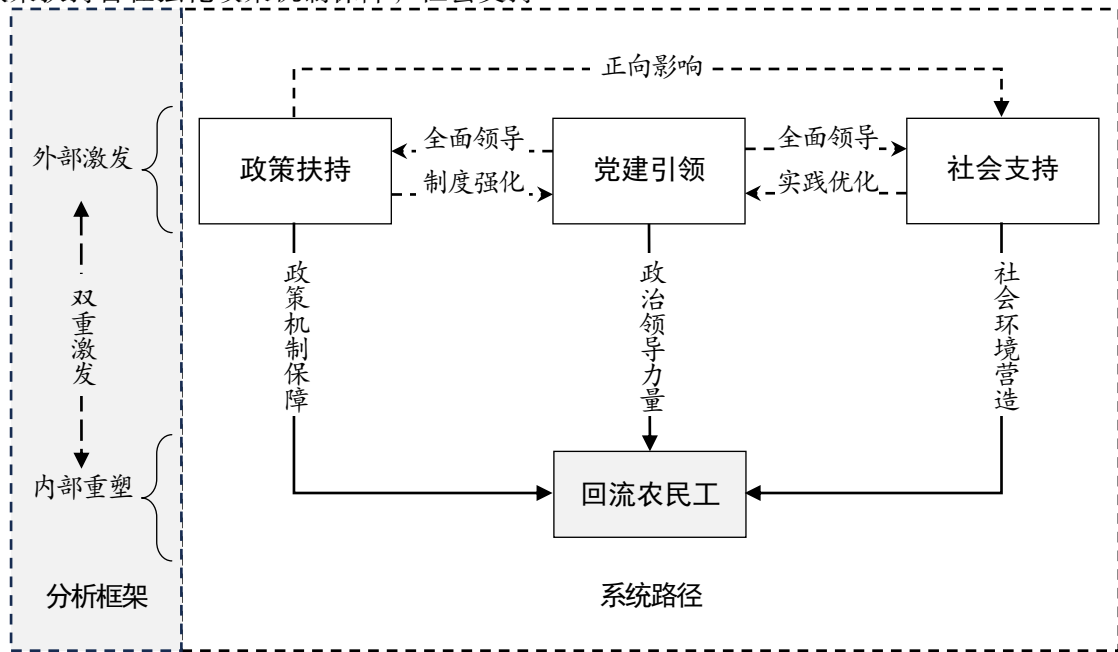 正向影响
外部激发
政策扶持
全面领导
制度强化
党建引领
全面领导
实践优化
社会支持
双重激发
政策机制保障
政治领导力量
社会环境营造
内部重塑
回流农民工
分析框架
系统路径